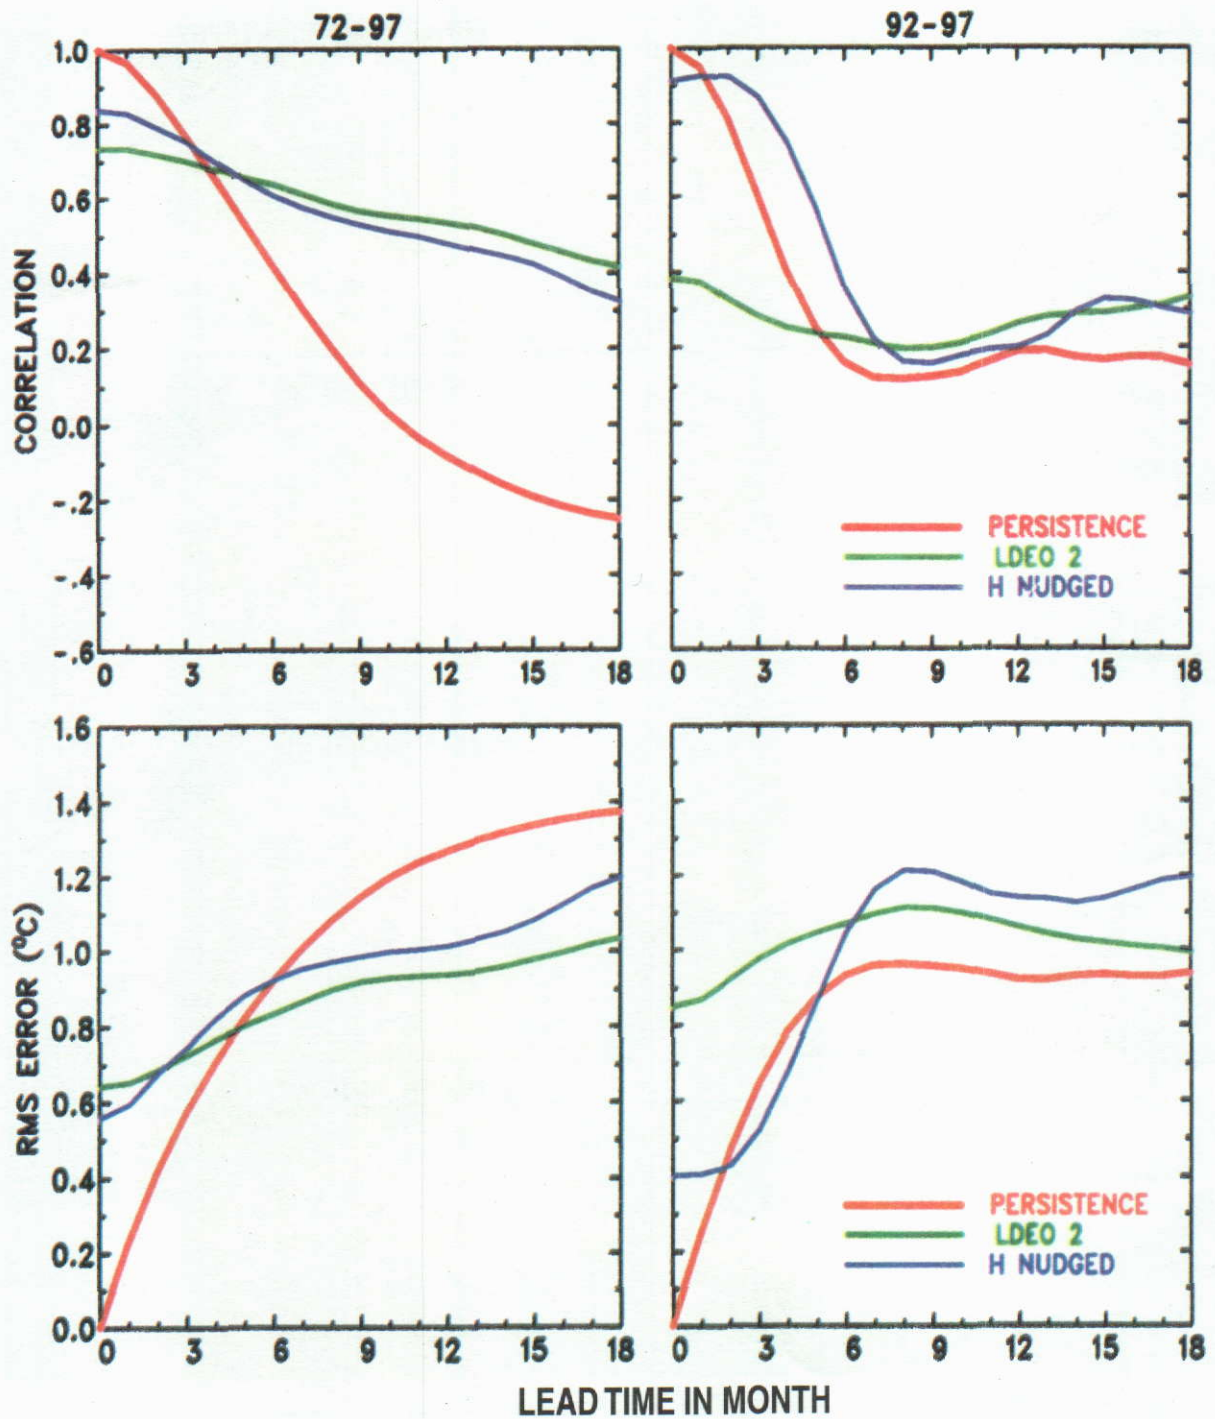 72-97
92-97
CORRELATION
1.0
0.8
0.6
0.4
0.2
0.0
-.2
-.4
-.6
0 3 6 9 12 15 18
0 3 6 9 12 15 18
PERSISTENCE
LDEO 2
H NUDGED
RMS ERROR (ºC)
1.6
1.4
1.2
1.0
0.8
0.6
0.4
0.2
0.0
0 3 6 9 12 15 18
0 3 6 9 12 15 18
PERSISTENCE
LDEO 2
H NUDGED
LEAD TIME IN MONTH